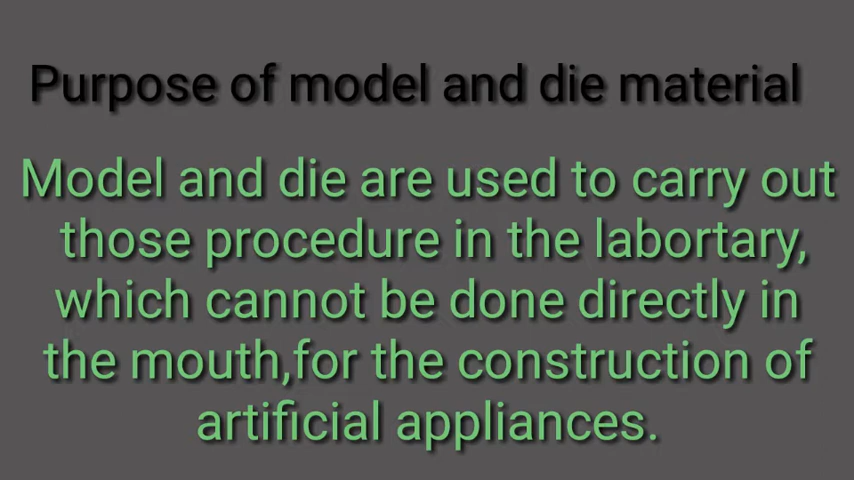 Purpose of model and die material
Model and die are used to carry out
those procedure in the labortary,
which cannot be done directly in
the mouth,for the construction of
artificial appliances.